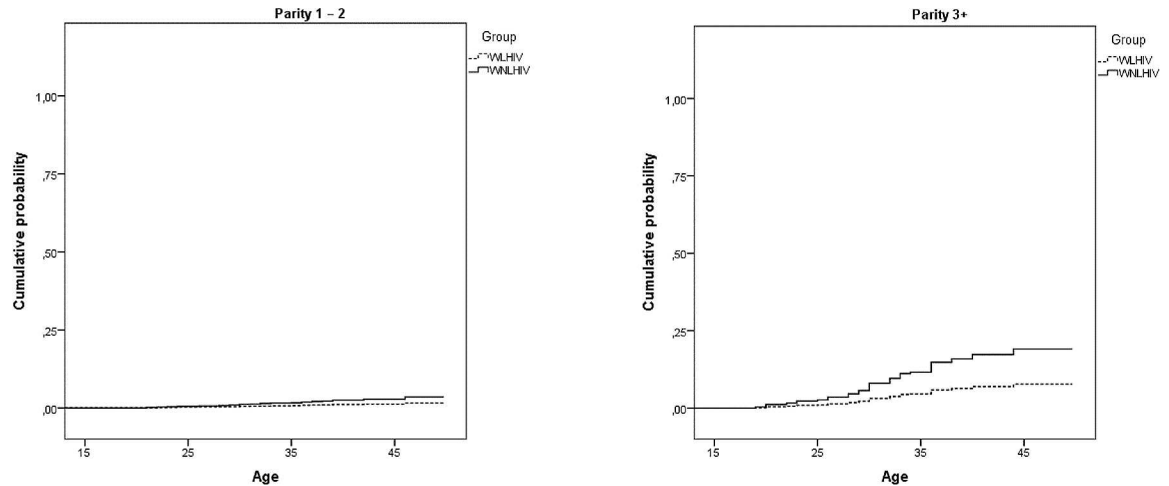 Parity 1 – 2
Group
WLHIV
WNLHIV
1,00
,75
,50
,25
,00
Cumulative probability
15 25 35 45
Age
Parity 3+
Group
WLHIV
WNLHIV
1,00
,75
,50
,25
,00
Cumulative probability
15 25 35 45
Age